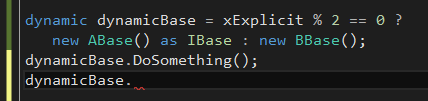 dynamic dynamicBase = xExplicit % 2 == 0 ?
new ABase() as IBase : new BBase();
dynamicBase.DoSomething();
dynamicBase.